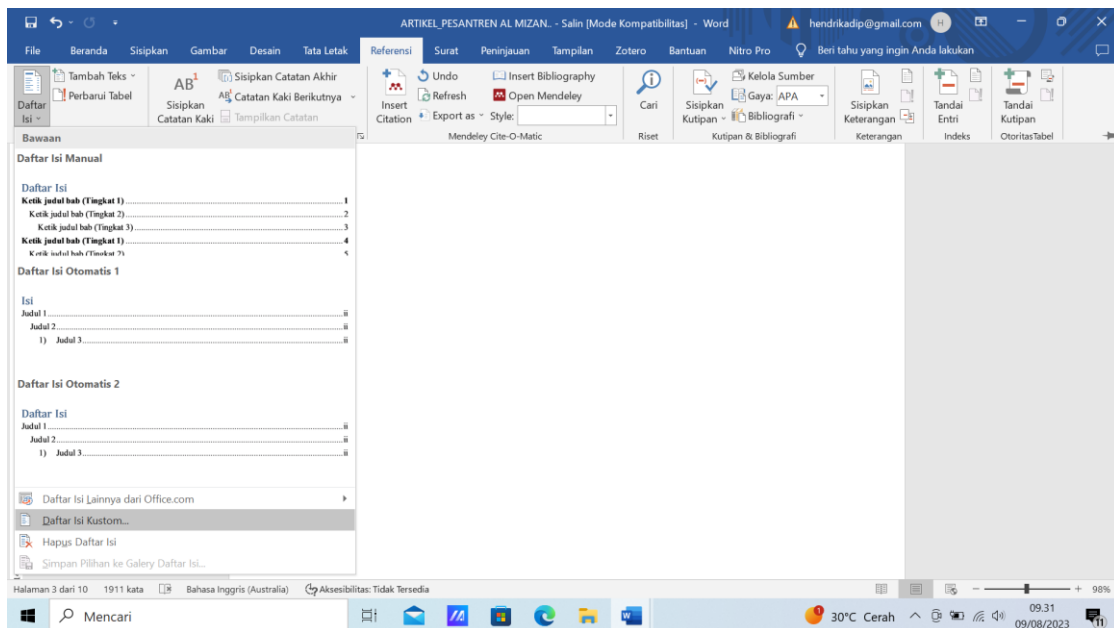 ARTIKEL_PESANTREN AL MIZAN.. - Salin [Mode Kompatibilitas] - Word
hendrikadip@gmail.com
H
File Beranda Sisipkan Gambar Desain Tata Letak Referensi Surat Peninjauan Tampilan Zotero Bantuan Nitro Pro Beri tahu yang ingin Anda lakukan
Daftar Isi
Tambah Teks
Perbarui Tabel
AB1
Sisipkan Catatan Kaki
Sisipkan Catatan Akhir
Catatan Kaki Berikutnya
Tampilkan Catatan
Insert Citation
Undo
Refresh
Export as
Insert Bibliography
Open Mendeley
Style:
Mendeley Cite-O-Matic
Cari
Riset
Sisipkan Kutipan
Kelola Sumber
Gaya: APA
Bibliografi
Kutipan & Bibliografi
Sisipkan Keterangan
Keterangan
Tandai Entri
Indeks
Tandai Kutipan
OtoritasTabel
Bawaan
Daftar Isi Manual
Daftar Isi
Ketik judul bab (Tingkat 1) 1
Ketik judul bab (Tingkat 2) 2
Ketik judul bab (Tingkat 3) 3
Ketik judul bab (Tingkat 1) 4
Ketik judul bab (Tingkat 2) 5
Daftar Isi Otomatis 1
Isi
Judul 1 ii
Judul 2 ii
1) Judul 3 ii
Daftar Isi Otomatis 2
Daftar Isi
Judul 1 ii
Judul 2 ii
1) Judul 3 ii
Daftar Isi Lainnya dari Office.com
Daftar Isi Kustom...
Hapus Daftar Isi
Simpan Pilihan ke Galery Daftar Isi...
Halaman 3 dari 10 1911 kata Bahasa Inggris (Australia) Aksesibilitas: Tidak Tersedia 98%
Mencari
30°C Cerah
09.31
09/08/2023
11